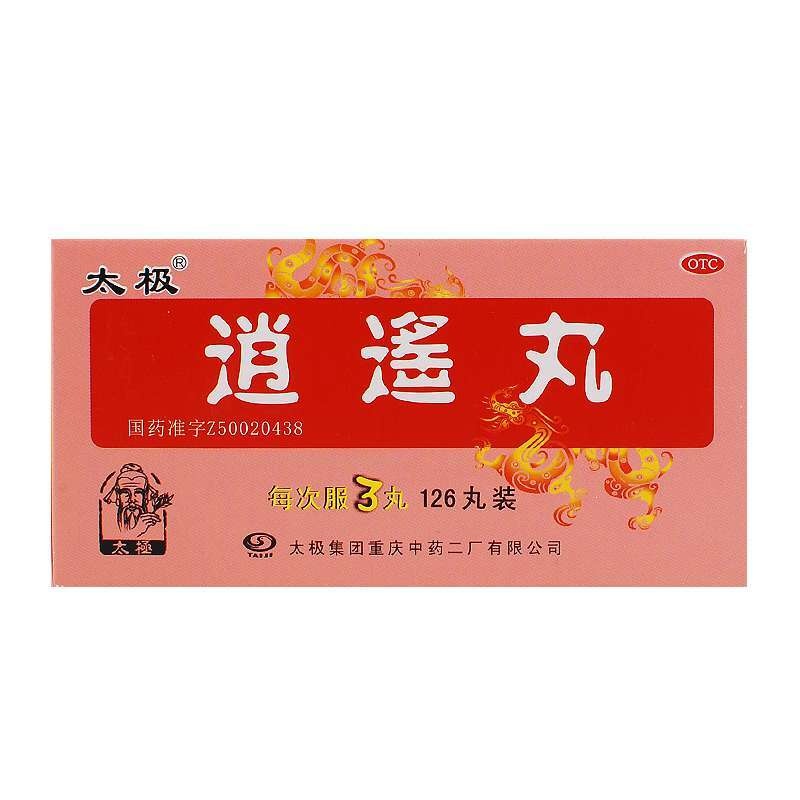 太极®
OTC
逍遥丸
国药准字Z50020438
每次服3丸 126丸装
太極
TAIJI
太极集团重庆中药二厂有限公司